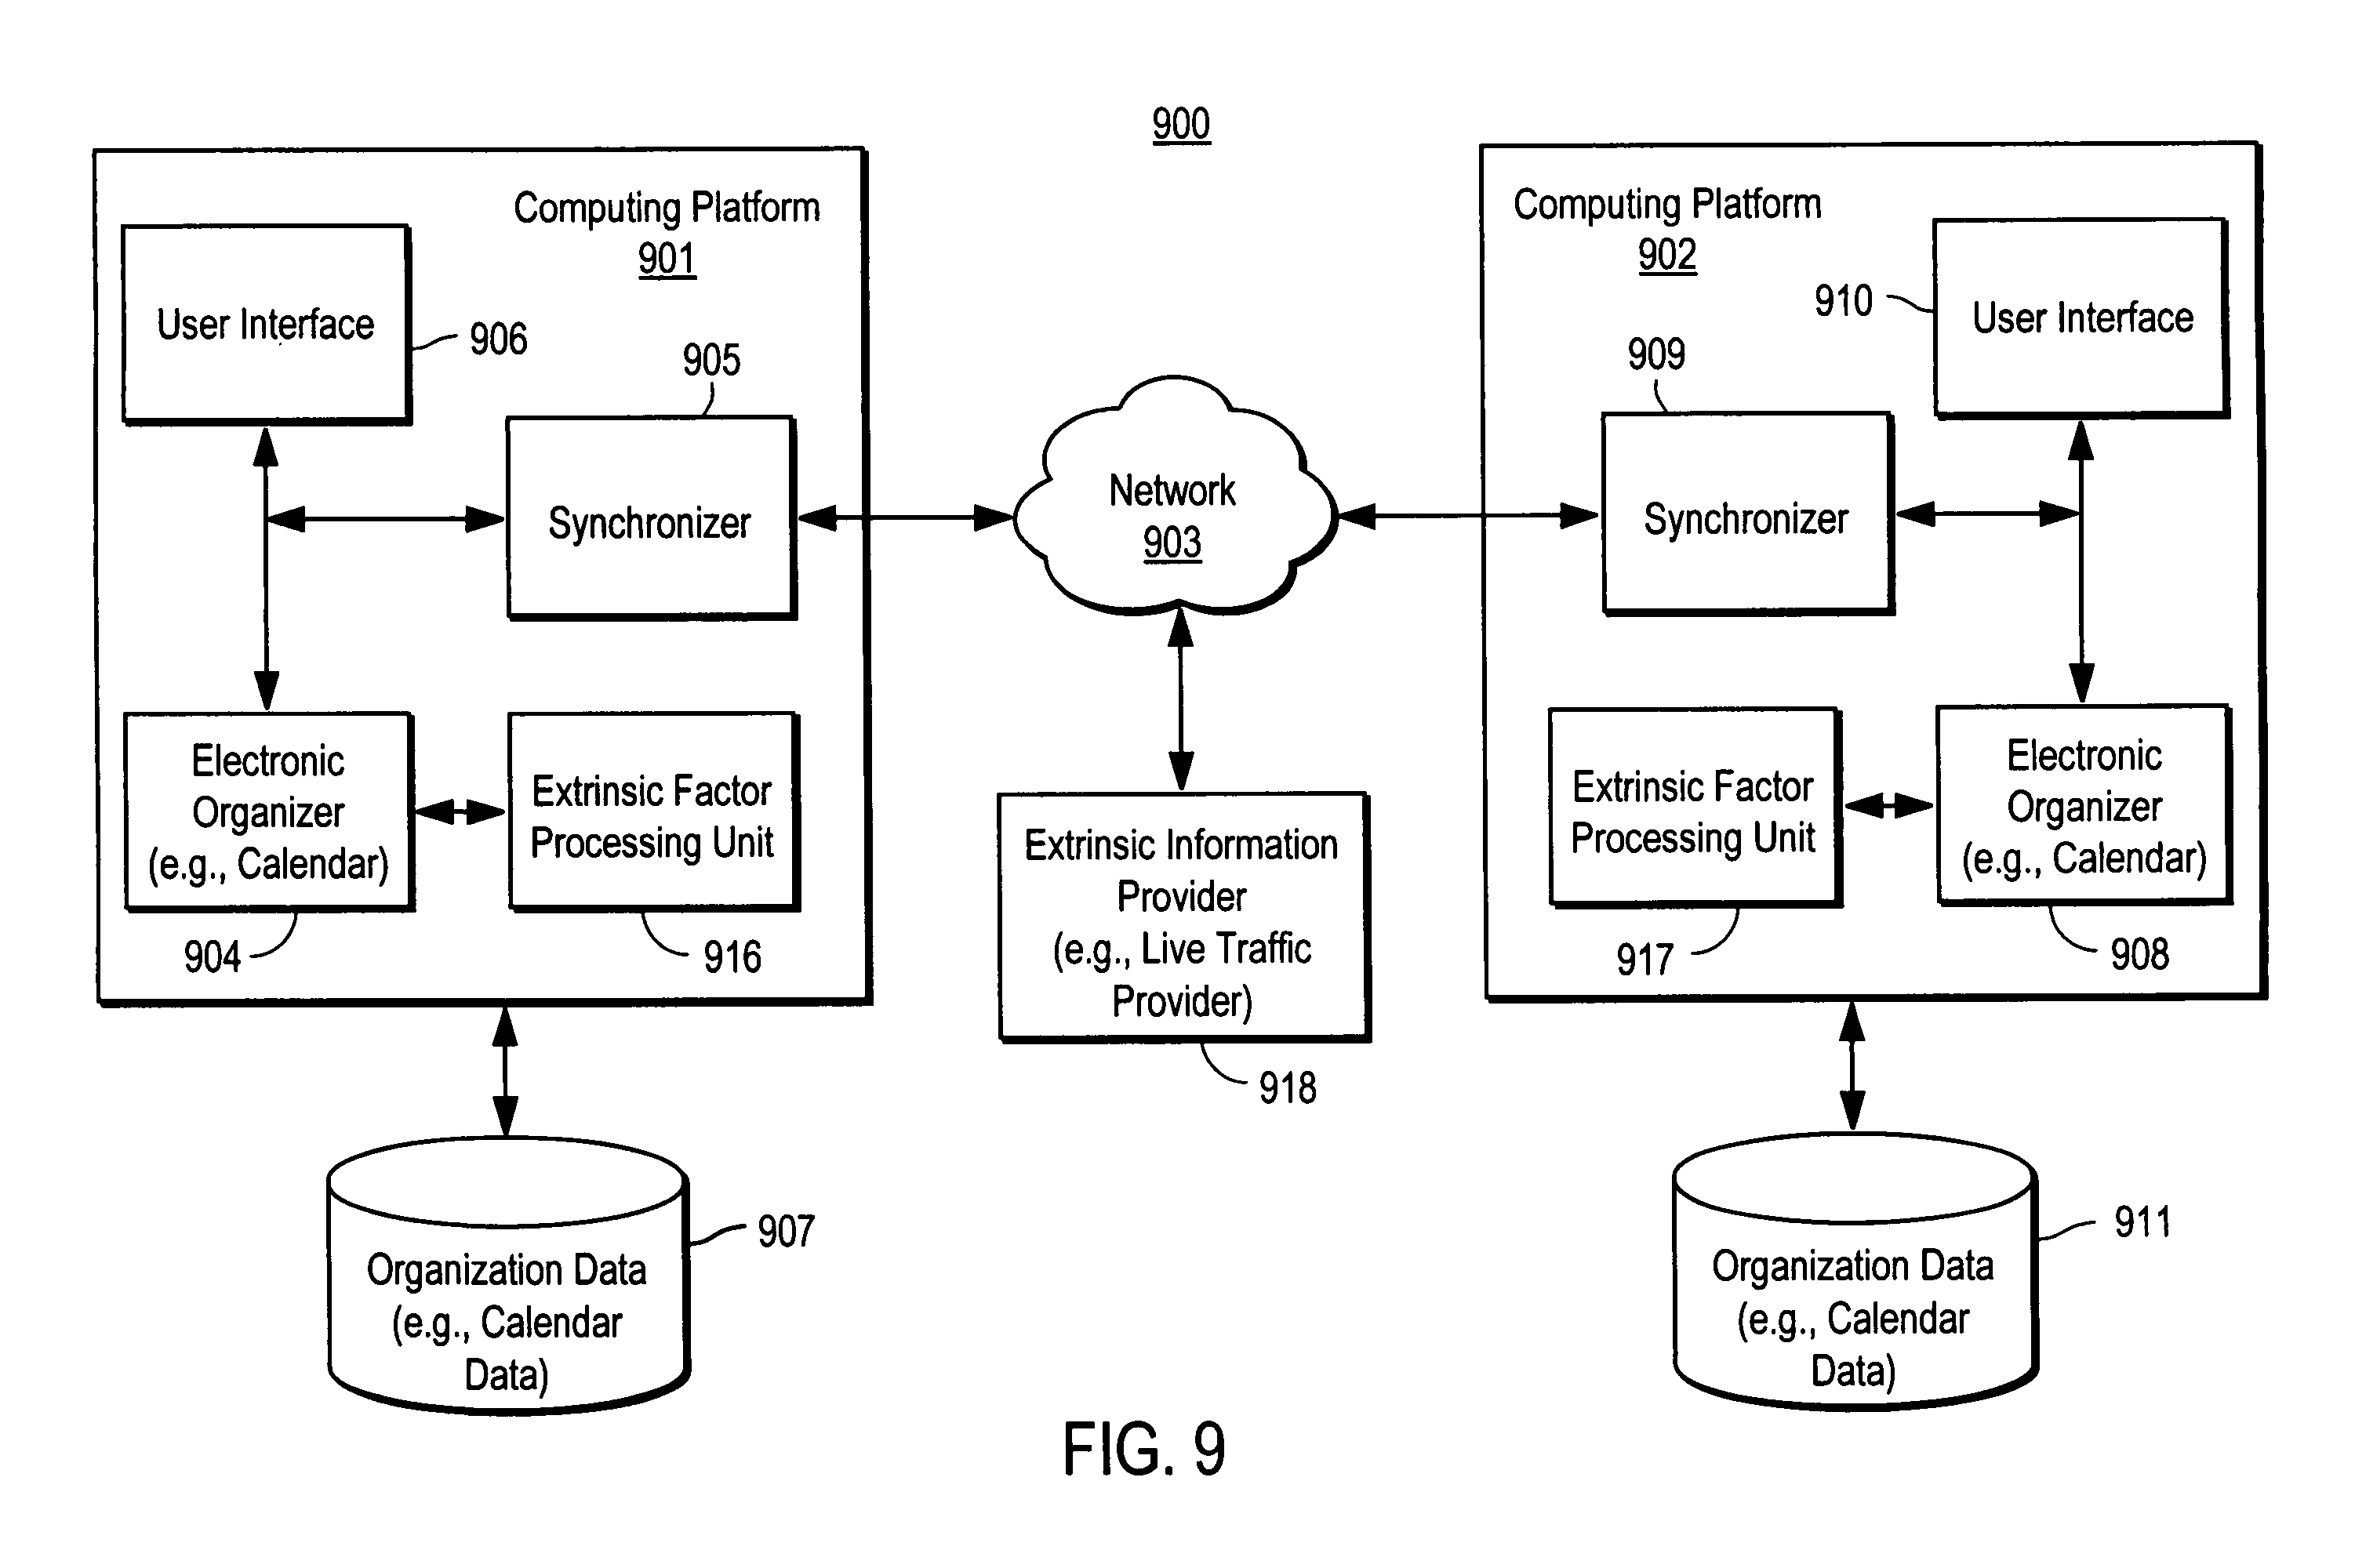 900
Computing Platform
901
User Interface
906
905
Synchronizer
Electronic
Organizer
(e.g., Calendar)
904
Extrinsic Factor
Processing Unit
916
Organization Data
(e.g., Calendar
Data)
907
Network
903
Extrinsic Information
Provider
(e.g., Live Traffic
Provider)
918
Computing Platform
902
910
User Interface
909
Synchronizer
Extrinsic Factor
Processing Unit
917
Electronic
Organizer
(e.g., Calendar)
908
Organization Data
(e.g., Calendar
Data)
911
FIG. 9